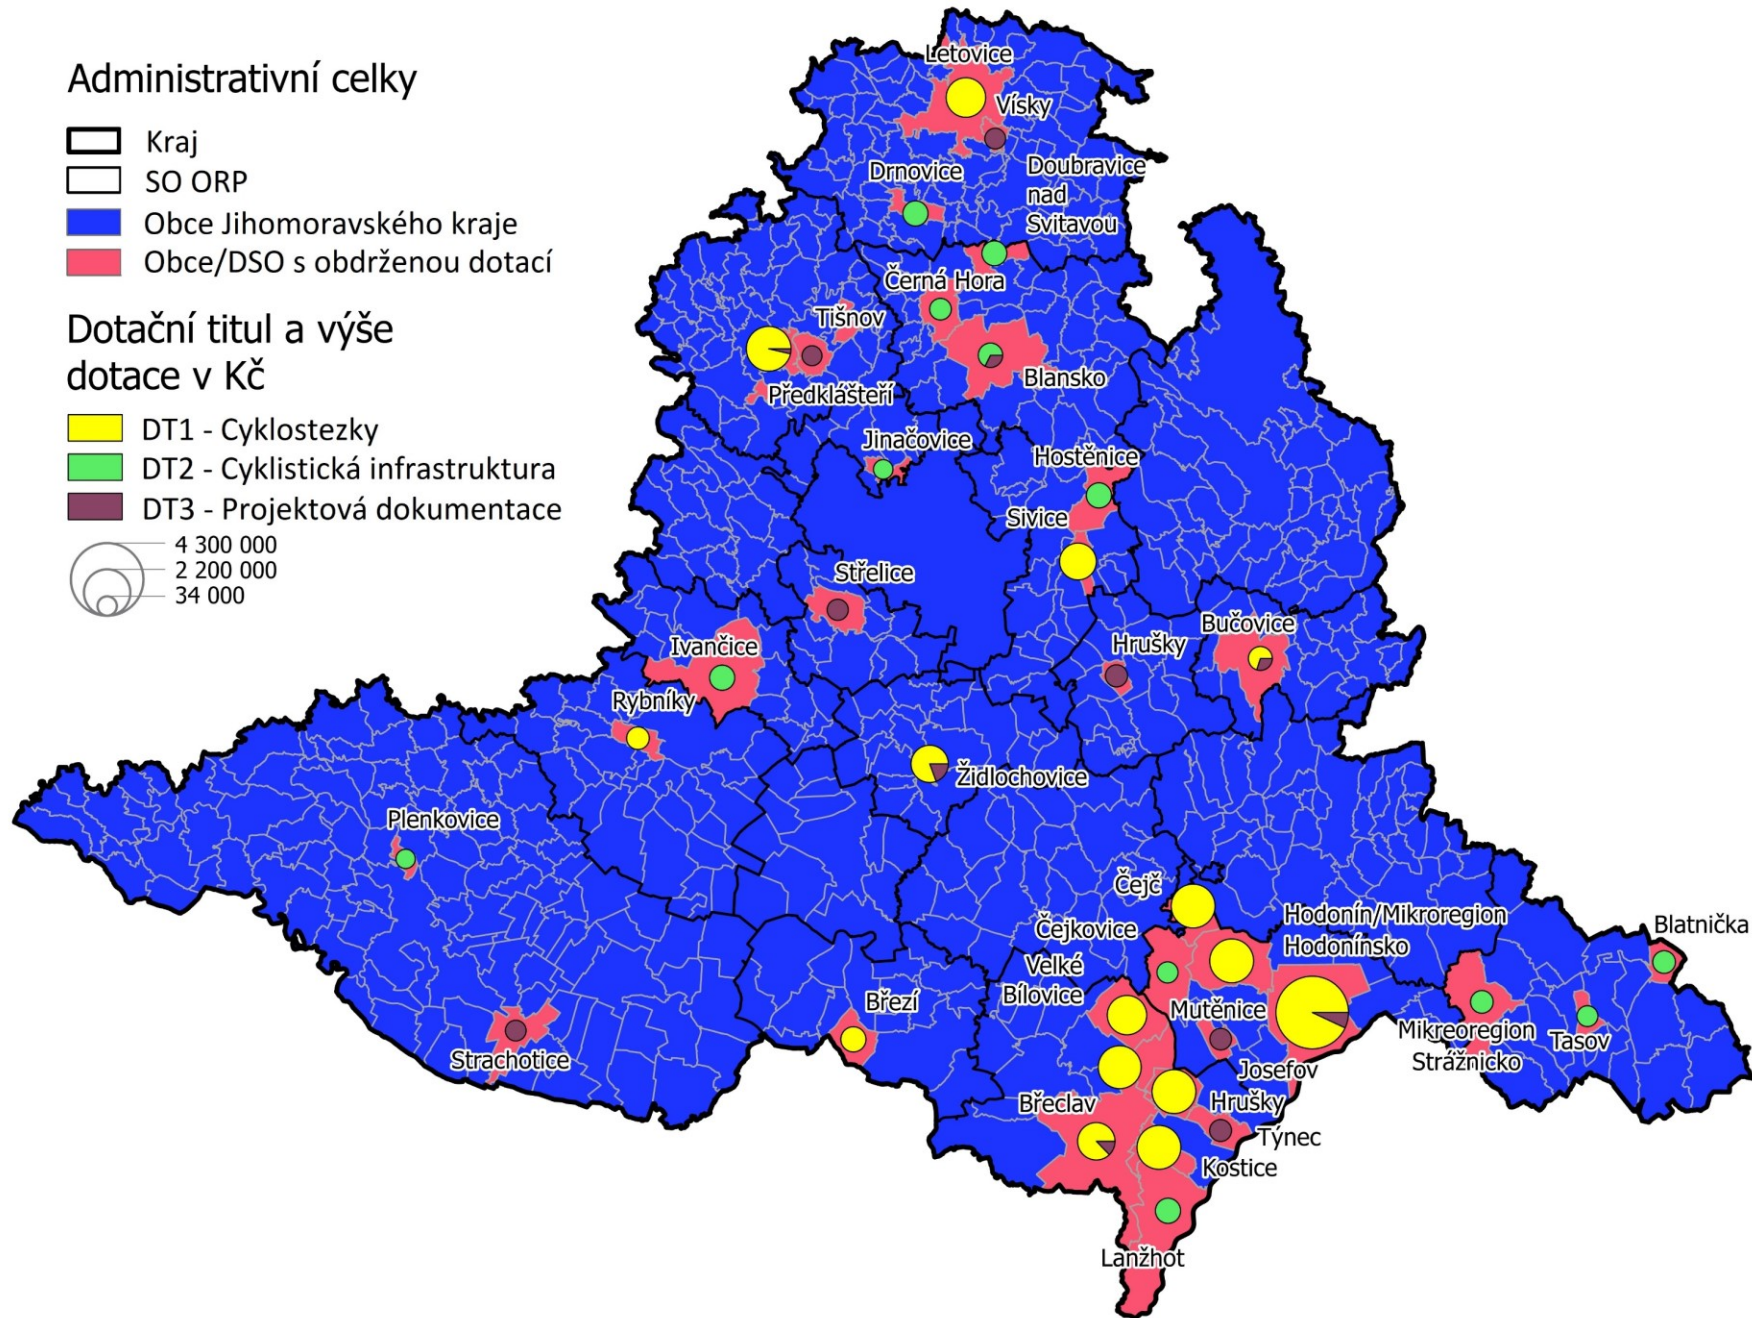 Administrativní celky
Kraj
SO ORP
Obce Jihomoravského kraje
Obce/DSO s obdrženou dotací
Dotační titul a výše
dotace v Kč
DT1 - Cyklostezky
DT2 - Cyklistická infrastruktura
DT3 - Projektová dokumentace
4 300 000
2 200 000
34 000
Letovice
Vísky
Drnovice
Doubravice
nad
Svitavou
Černá Hora
Tišnov
Blansko
Předklášteří
Jinačovice
Hostěnice
Sivice
Střelice
Bučovice
Ivančice
Hrušky
Rybníky
Židlochovice
Plenkovice
Čejč
Hodonín/Mikroregion
Hodonínsko
Blatnička
Čejkovice
Velké
Bílovice
Březí
Mutěnice
Mikreoregion
Strážnicko
Tasov
Strachotice
Josefov
Břeclav
Hrušky
Týnec
Kostice
Lanžhot